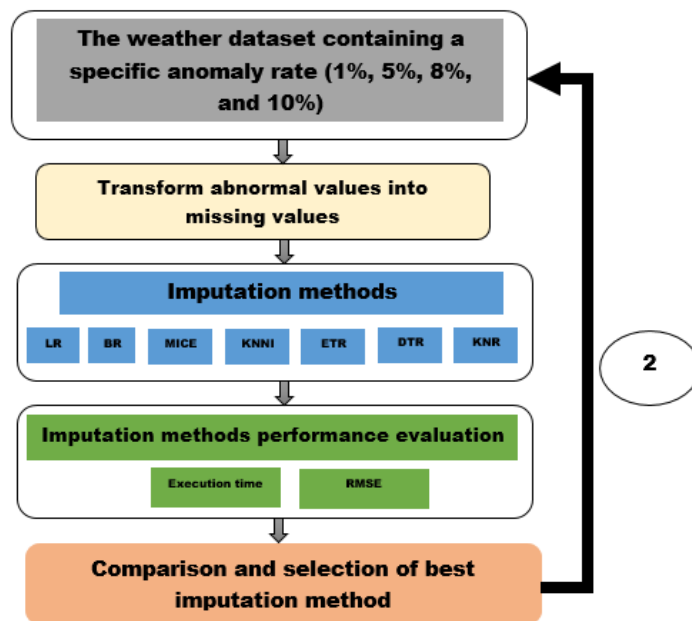 The weather dataset containing a
specific anomaly rate (1%, 5%, 8%,
and 10%)
Transform abnormal values into
missing values
Imputation methods
LR BR MICE KNNI ETR DTR KNR
2
Imputation methods performance evaluation
Execution time RMSE
Comparison and selection of best
imputation method